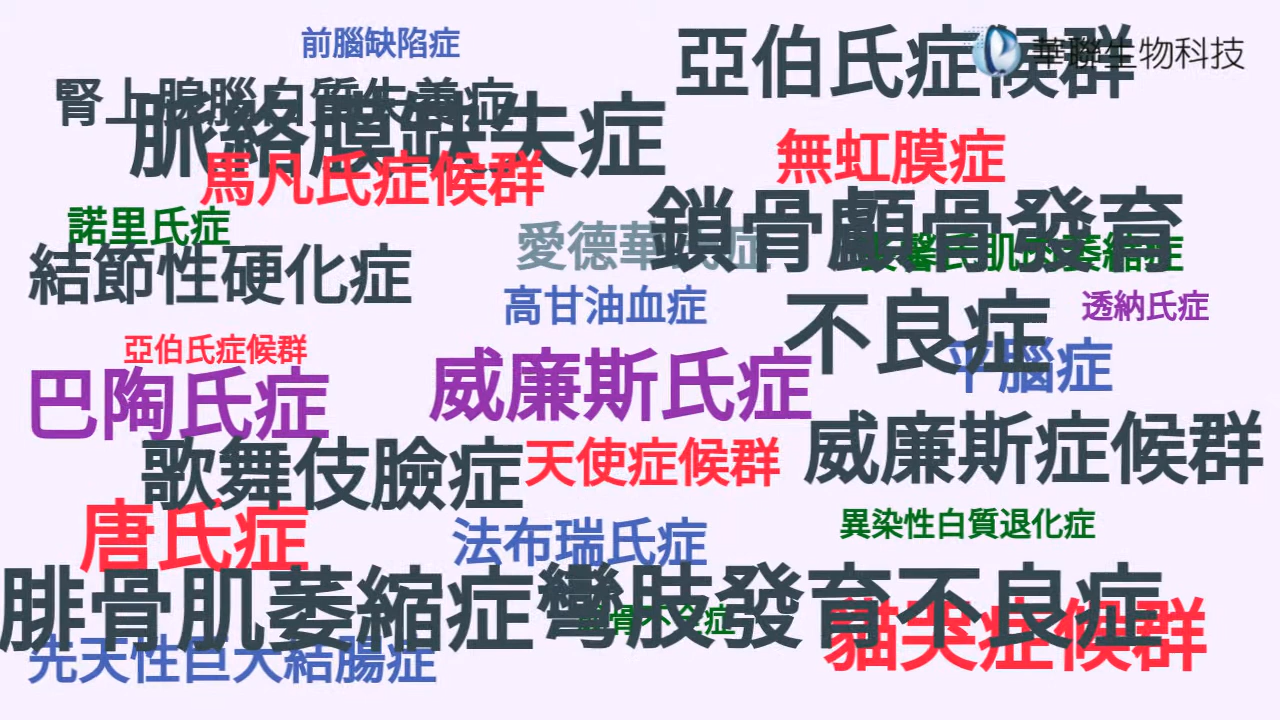 前腦缺陷症
亞伯氏症候群
華聯生物科技
腎上腺腦白質失養症
脈絡膜缺失症
無虹膜症
馬凡氏症候群
諾里氏症
鎖骨顱骨發育
不良症
愛德華氏症
肌肉萎縮症
結節性硬化症
高甘油血症
透納氏症
亞伯氏症候群
平腦症
巴陶氏症
威廉斯氏症
威廉斯症候群
歌舞伎臉症
天使症候群
唐氏症
法布瑞氏症
異染性白質退化症
腓骨肌萎縮症
彎肢發育不良症
貓哭症候群
先天性巨大結腸症